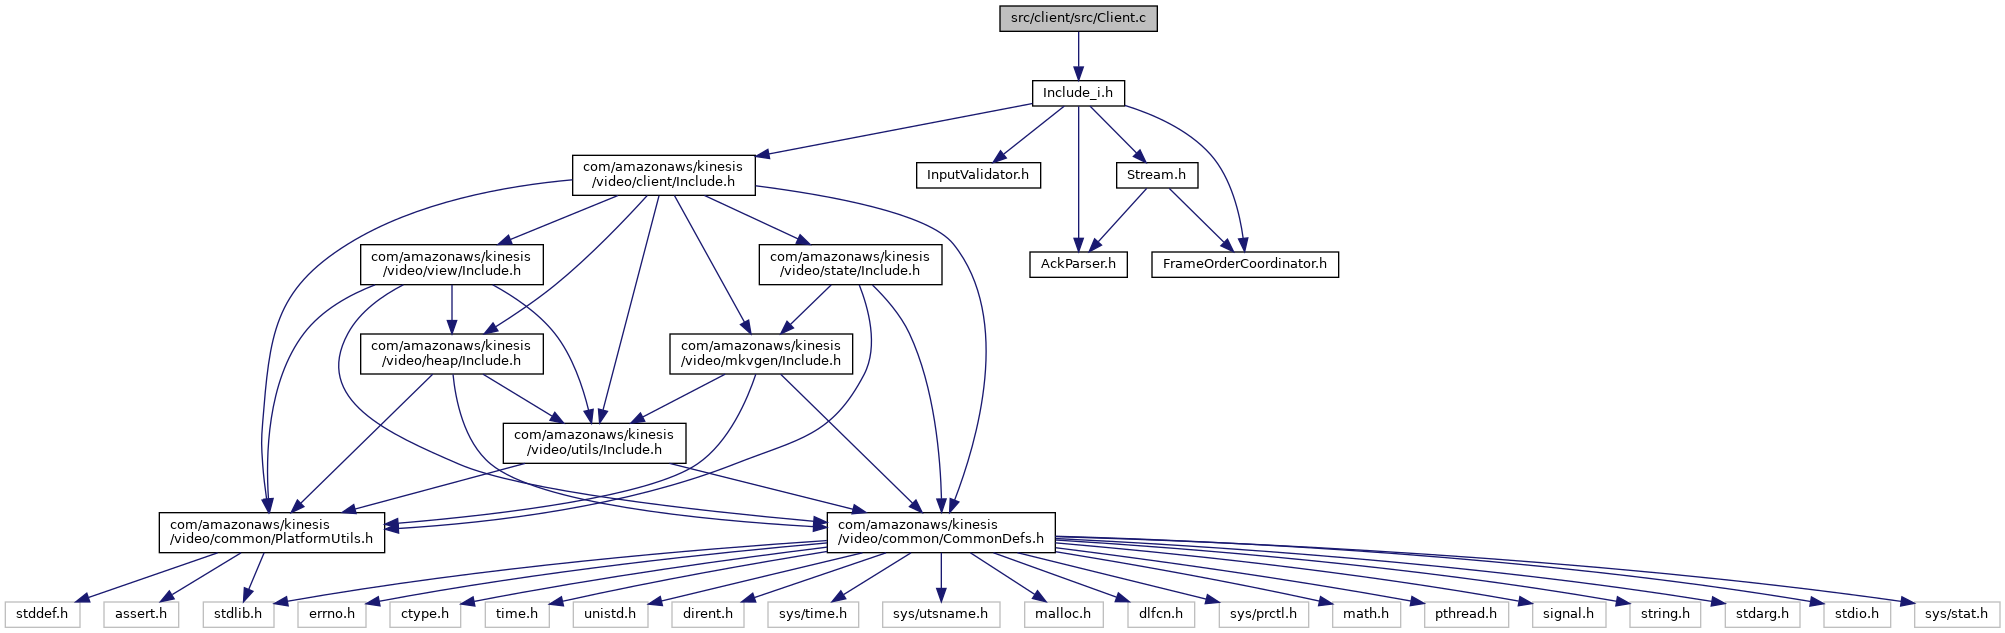 src/client/src/Client.c
Include_i.h
com/amazonaws/kinesis
/video/client/Include.h
InputValidator.h
Stream.h
com/amazonaws/kinesis
/video/view/Include.h
com/amazonaws/kinesis
/video/state/Include.h
AckParser.h
FrameOrderCoordinator.h
com/amazonaws/kinesis
/video/heap/Include.h
com/amazonaws/kinesis
/video/mkvgen/Include.h
com/amazonaws/kinesis
/video/utils/Include.h
com/amazonaws/kinesis
/video/common/PlatformUtils.h
com/amazonaws/kinesis
/video/common/CommonDefs.h
stddef.h
assert.h
stdlib.h
errno.h
ctype.h
time.h
unistd.h
dirent.h
sys/time.h
sys/utsname.h
malloc.h
dlfcn.h
sys/prctl.h
math.h
pthread.h
signal.h
string.h
stdarg.h
stdio.h
sys/stat.h